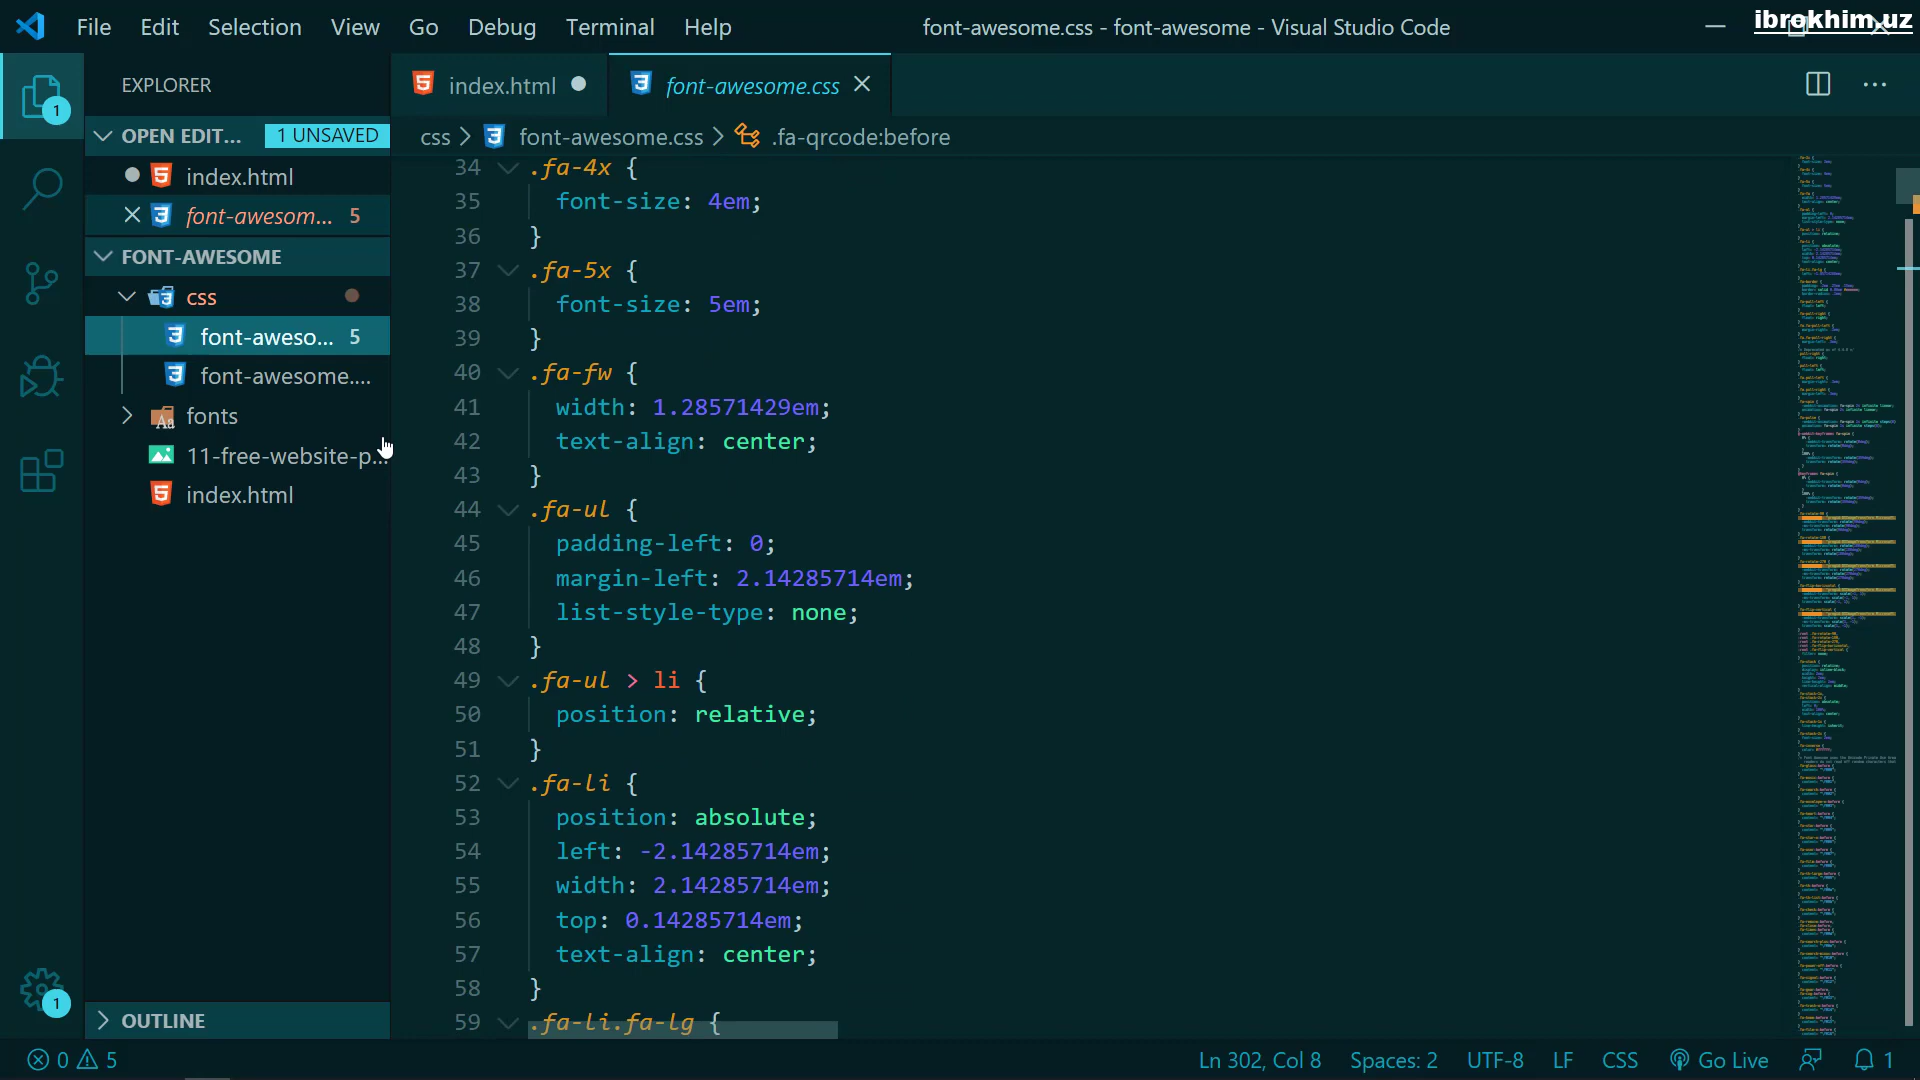 File Edit Selection View Go Debug Terminal Help
font-awesome.css - font-awesome - Visual Studio Code
ibrokhim.uz
EXPLORER
1
OPEN EDIT... 1 UNSAVED
index.html
font-awesom... 5
FONT-AWESOME
css
font-aweso... 5
font-awesome....
fonts
11-free-website-p...
index.html
OUTLINE
1
index.html
font-awesome.css
css > font-awesome.css > .fa-qrcode:before
34 .fa-4x {
35 font-size: 4em;
36 }
37 .fa-5x {
38 font-size: 5em;
39 }
40 .fa-fw {
41 width: 1.28571429em;
42 text-align: center;
43 }
44 .fa-ul {
45 padding-left: 0;
46 margin-left: 2.14285714em;
47 list-style-type: none;
48 }
49 .fa-ul > li {
50 position: relative;
51 }
52 .fa-li {
53 position: absolute;
54 left: -2.14285714em;
55 width: 2.14285714em;
56 top: 0.14285714em;
57 text-align: center;
58 }
59 .fa-li.fa-lg {
0 5
Ln 302, Col 8 Spaces: 2 UTF-8 LF CSS Go Live 1